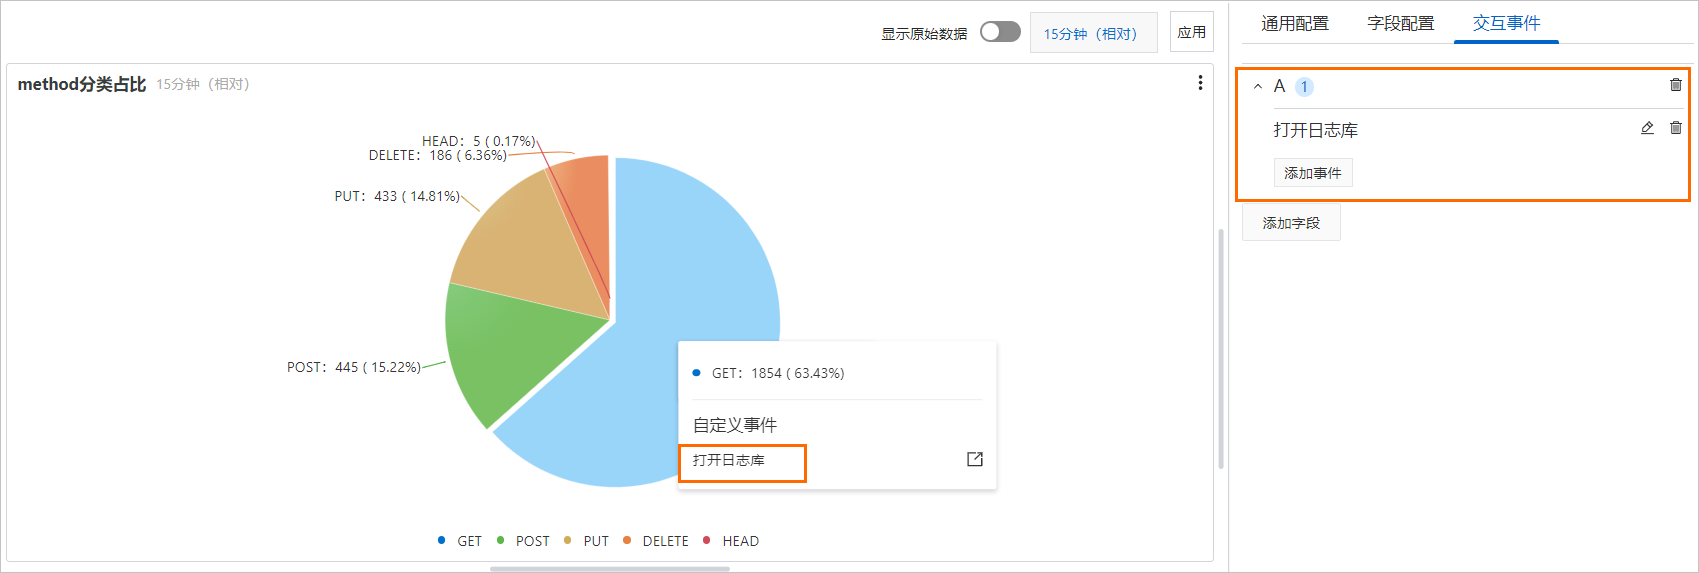 显示原始数据
15分钟（相对）
应用
method分类占比 15分钟（相对）
HEAD：5 ( 0.17%)
DELETE：186 ( 6.36%)
PUT：433 ( 14.81%)
POST：445 ( 15.22%)
GET：1854 ( 63.43%)
自定义事件
打开日志库
GET POST PUT DELETE HEAD
通用配置 字段配置 交互事件
A 1
打开日志库
添加事件
添加字段